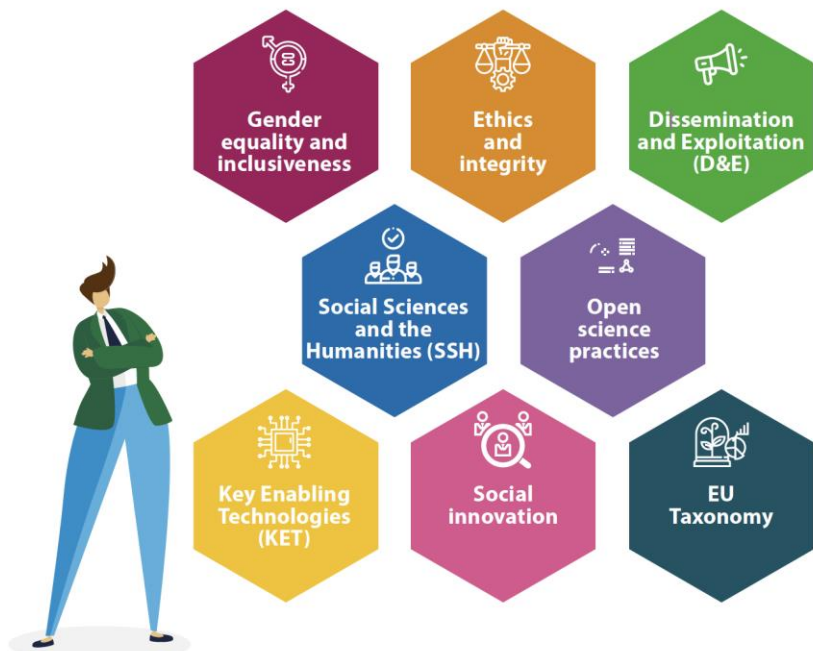 Gender
equality and
inclusiveness
Ethics
and
integrity
Dissemination
and Exploitation
(D&E)
Social Sciences
and the
Humanities (SSH)
Open
science
practices
Key Enabling
Technologies
(KET)
Social
innovation
EU
Taxonomy